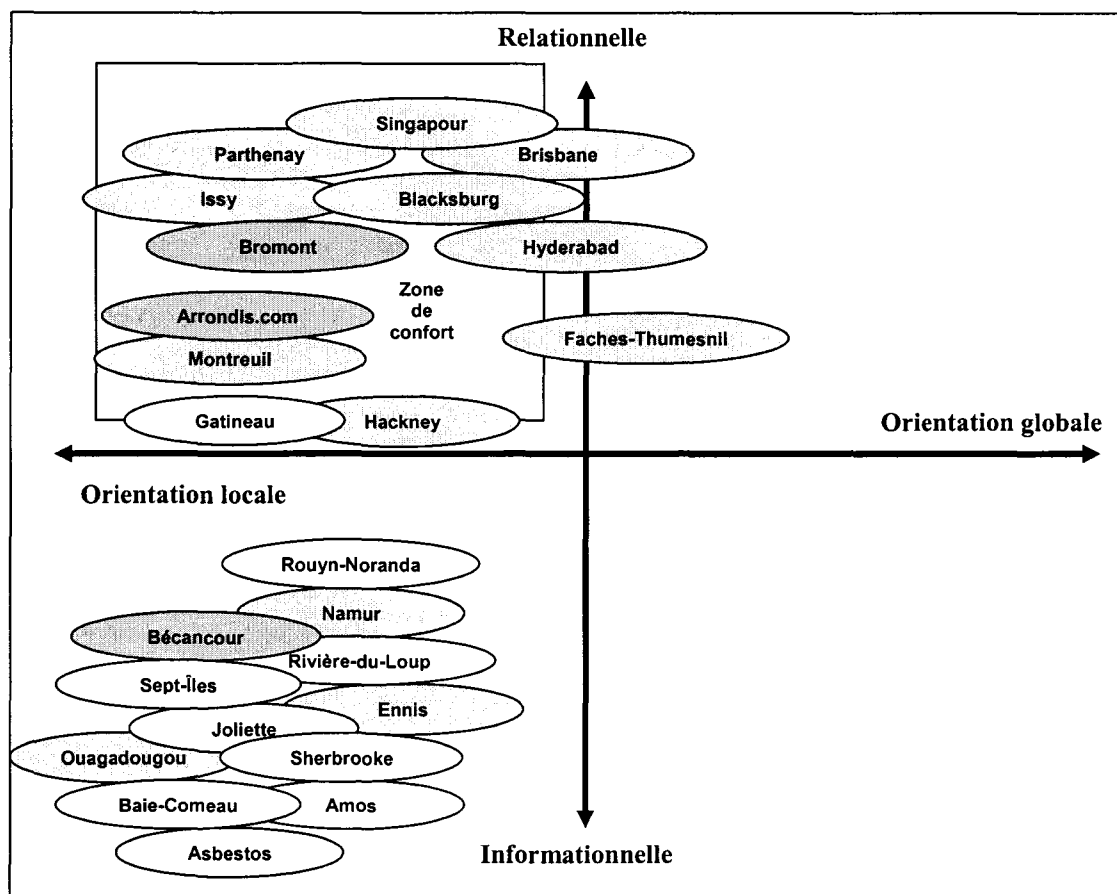 Relationnelle
Singapour
Parthenay
Brisbane
Issy
Blacksburg
Bromont
Hyderabad
Zone
de
confort
Arrondis.com
Faches-Thumesnil
Montreuil
Gatineau
Hackney
Orientation globale
Orientation locale
Rouyn-Noranda
Namur
Bécancour
Rivière-du-Loup
Sept-Îles
Ennis
Joliette
Ouagadougou
Sherbrooke
Baie-Comeau
Amos
Asbestos
Informationnelle